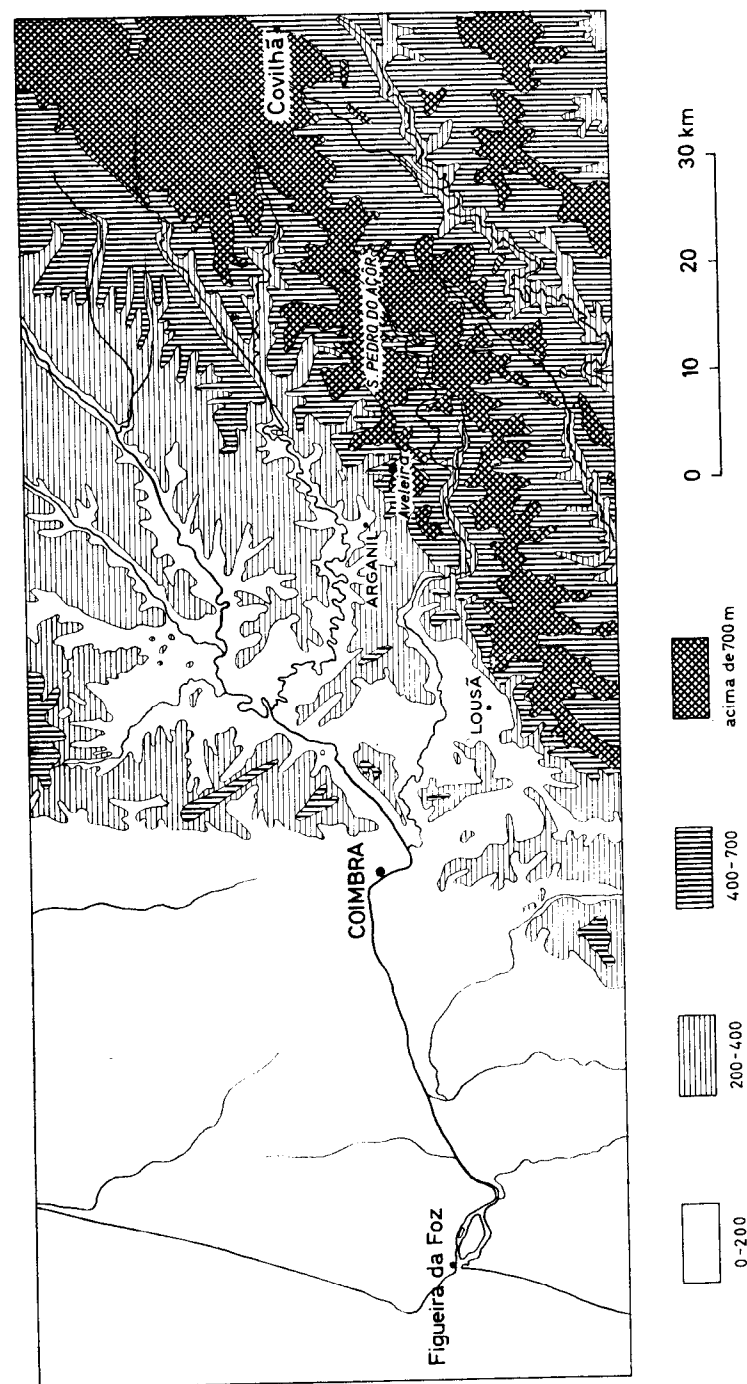 Covilhã
S. PEDRO DO AÇÔR
Aveleira
ARGANIL
LOUSÃ
COIMBRA
Figueira da Foz
0-200
200-400
400-700
acima de 700 m
0 10 20 30 km